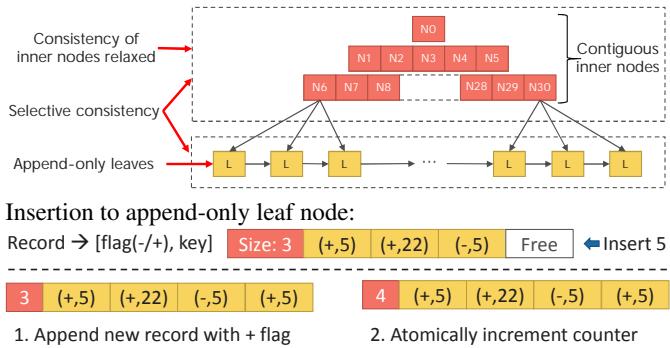 Consistency of
inner nodes relaxed
Selective consistency
Append-only leaves
N0
N1 N2 N3 N4 N5
N6 N7 N8 N28 N29 N30
Contiguous
inner nodes
L L L ... L L L
Insertion to append-only leaf node:
Record → [flag(-/+), key] Size: 3 (+,5) (+,22) (-,5) Free Insert 5
3 (+,5) (+,22) (-,5) (+,5)
4 (+,5) (+,22) (-,5) (+,5)
1. Append new record with + flag
2. Atomically increment counter